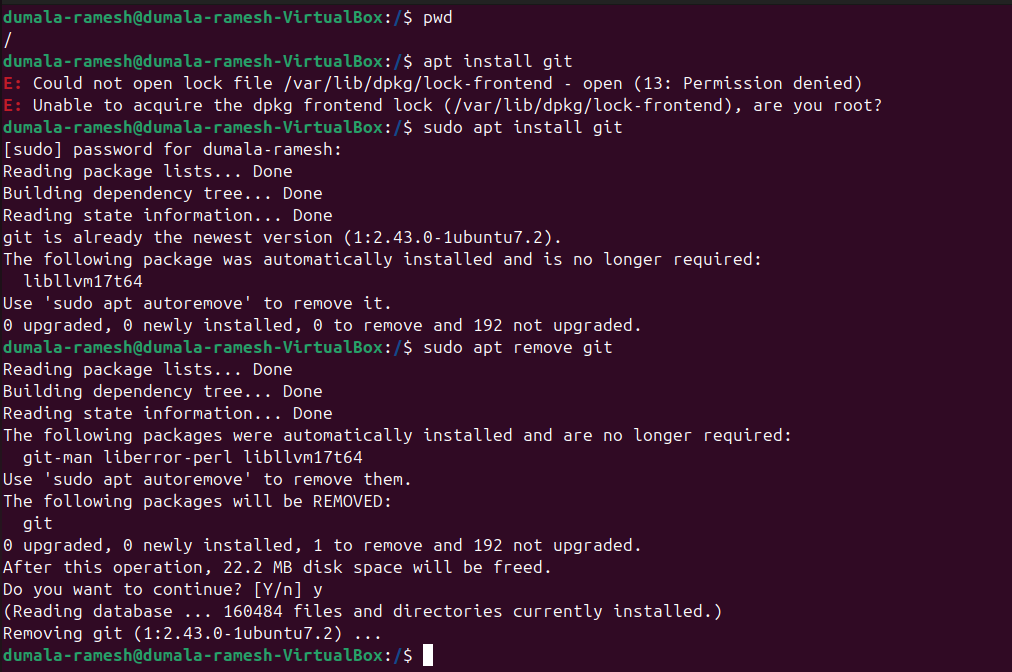 dumala-ramesh@dumala-ramesh-VirtualBox:/$ pwd
/
dumala-ramesh@dumala-ramesh-VirtualBox:/$ apt install git
E: Could not open lock file /var/lib/dpkg/lock-frontend - open (13: Permission denied)
E: Unable to acquire the dpkg frontend lock (/var/lib/dpkg/lock-frontend), are you root?
dumala-ramesh@dumala-ramesh-VirtualBox:/$ sudo apt install git
[sudo] password for dumala-ramesh:
Reading package lists... Done
Building dependency tree... Done
Reading state information... Done
git is already the newest version (1:2.43.0-1ubuntu7.2).
The following package was automatically installed and is no longer required:
  libllvm17t64
Use 'sudo apt autoremove' to remove it.
0 upgraded, 0 newly installed, 0 to remove and 192 not upgraded.
dumala-ramesh@dumala-ramesh-VirtualBox:/$ sudo apt remove git
Reading package lists... Done
Building dependency tree... Done
Reading state information... Done
The following packages were automatically installed and are no longer required:
  git-man liberror-perl libllvm17t64
Use 'sudo apt autoremove' to remove them.
The following packages will be REMOVED:
  git
0 upgraded, 0 newly installed, 1 to remove and 192 not upgraded.
After this operation, 22.2 MB disk space will be freed.
Do you want to continue? [Y/n] y
(Reading database ... 160484 files and directories currently installed.)
Removing git (1:2.43.0-1ubuntu7.2) ...
dumala-ramesh@dumala-ramesh-VirtualBox:/$